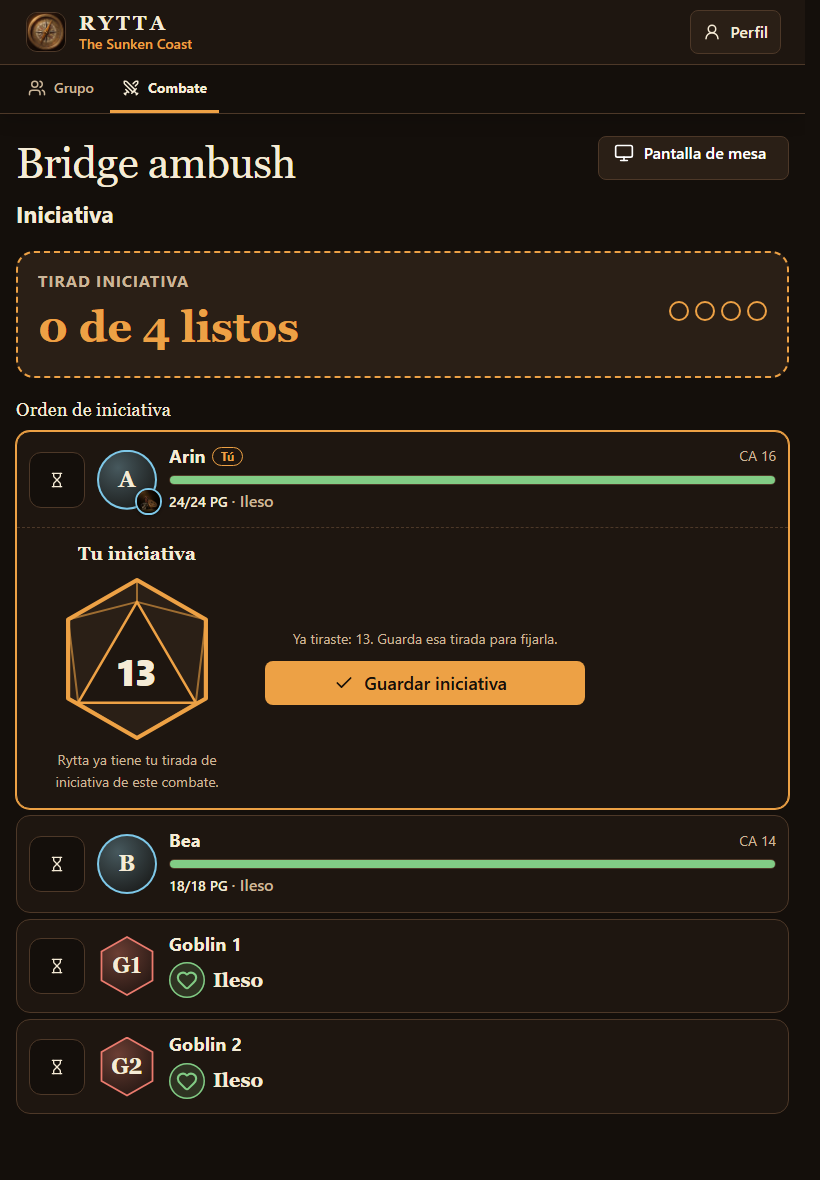 RYTTA
The Sunken Coast
Perfil
Grupo
Combate
Bridge ambush
Pantalla de mesa
Iniciativa
TIRAD INICIATIVA
0 de 4 listos
Orden de iniciativa
A
Arin
Tú
CA 16
24/24 PG · Ileso
Tu iniciativa
13
Rytta ya tiene tu tirada de
iniciativa de este combate.
Ya tiraste: 13. Guarda esa tirada para fijarla.
Guardar iniciativa
B
Bea
CA 14
18/18 PG · Ileso
G1
Goblin 1
Ileso
G2
Goblin 2
Ileso